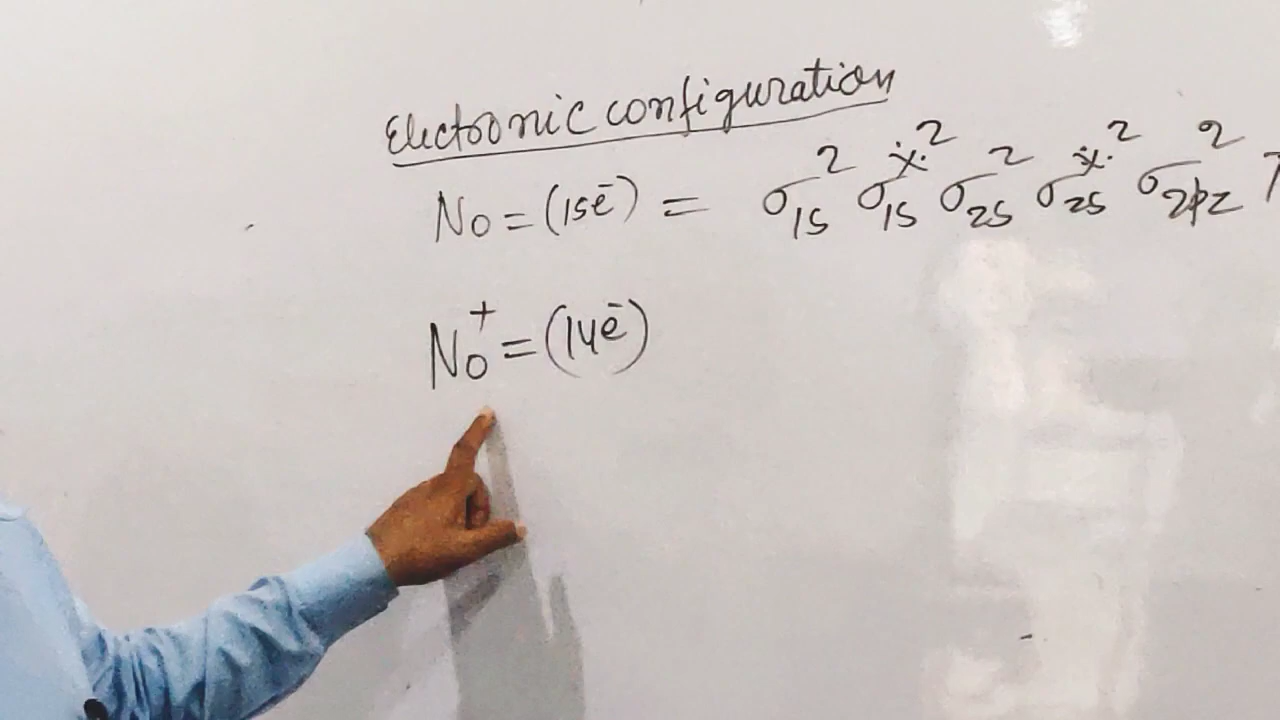 Electronic configuration
No = (15ē) = σ1s² σ*1s² σ2s² σ*2s² σ2pz²
No⁺ = (14ē)